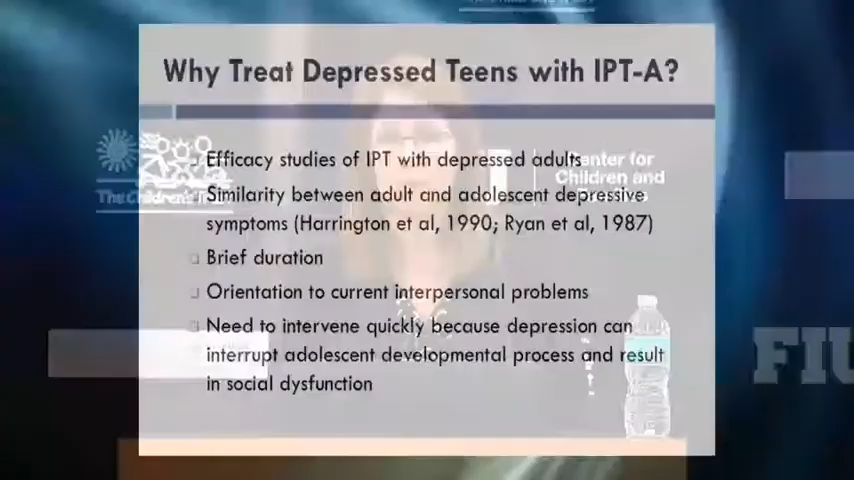 Why Treat Depressed Teens with IPT-A?
Efficacy studies of IPT with depressed adults
Similarity between adult and adolescent depressive
symptoms (Harrington et al, 1990; Ryan et al, 1987)
Brief duration
Orientation to current interpersonal problems
Need to intervene quickly because depression can
interrupt adolescent developmental process and result
in social dysfunction
The Children's
Center for
Children and
FIU